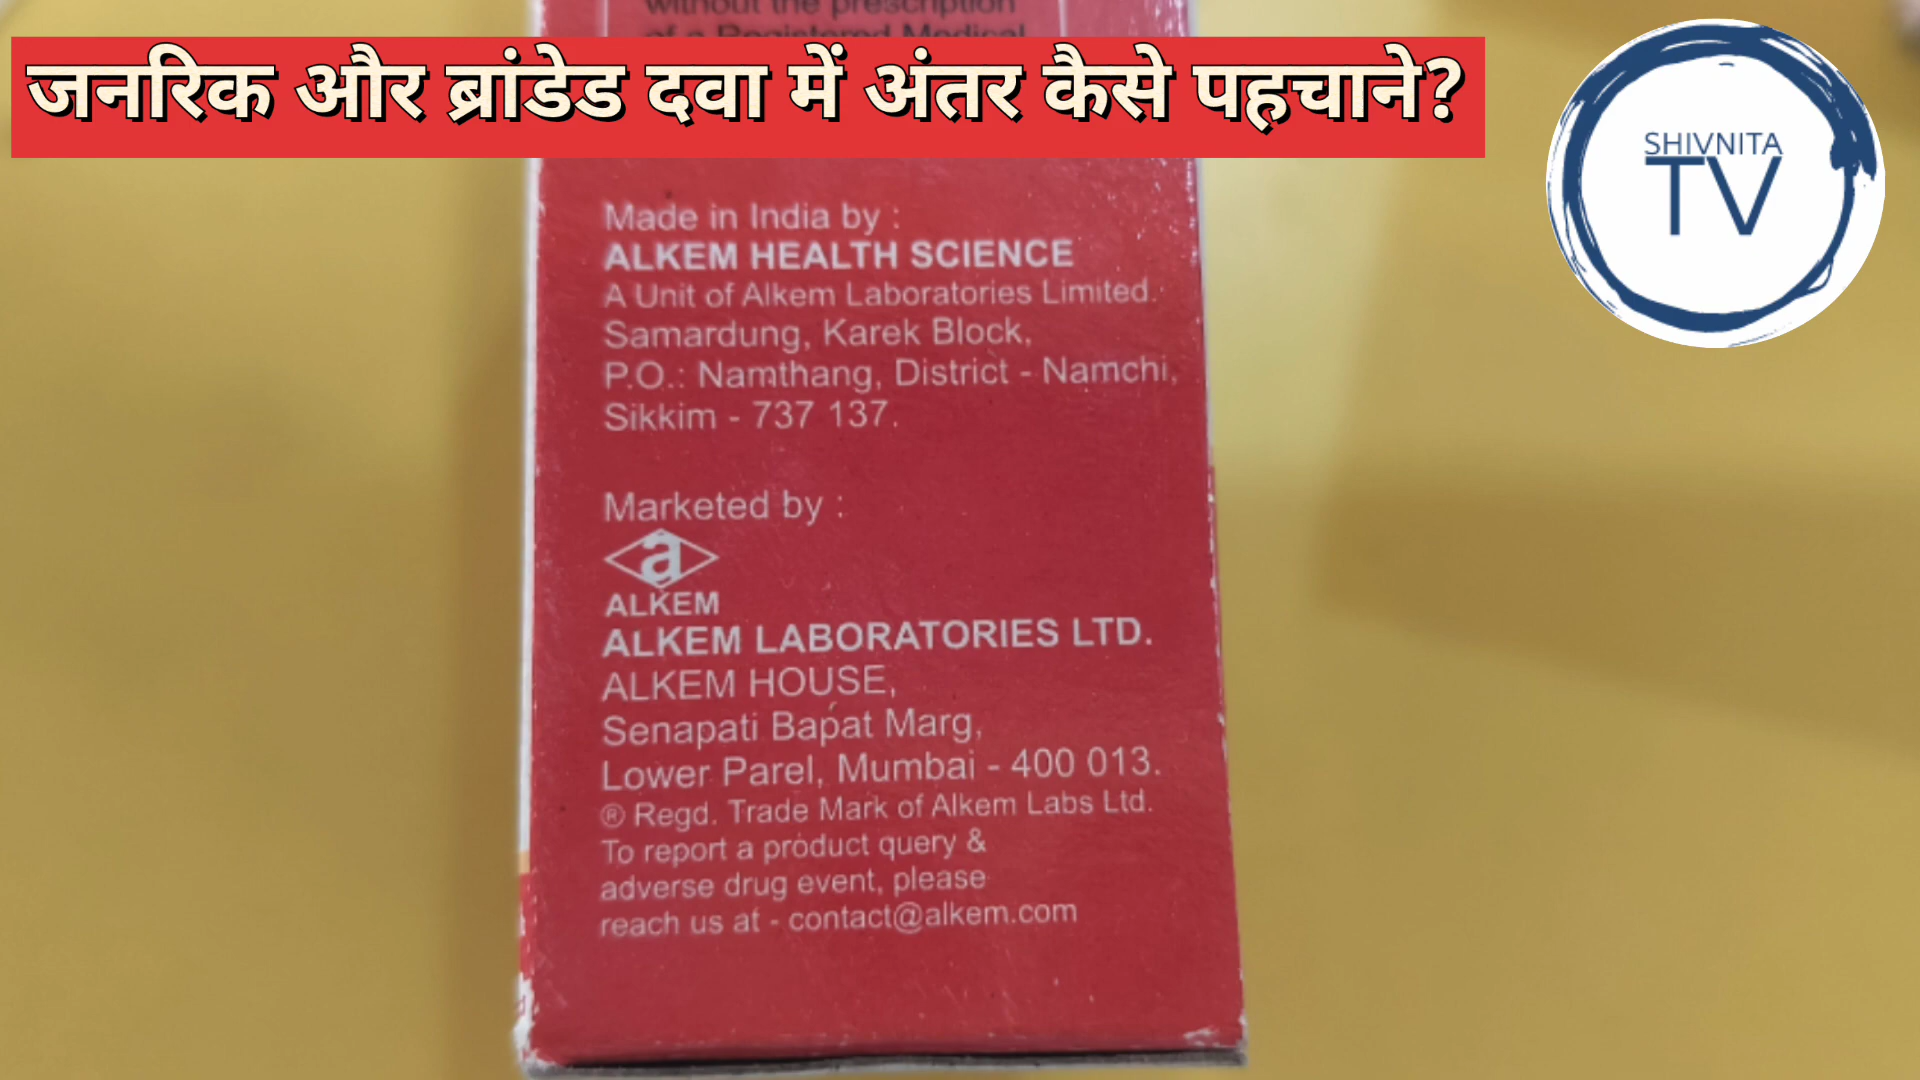 without the prescription
of a Registered Medical
जनरिक और ब्रांडेड दवा में अंतर कैसे पहचाने?
SHIVNITA
TV
Made in India by :
ALKEM HEALTH SCIENCE
A Unit of Alkem Laboratories Limited.
Samardung, Karek Block,
P.O.: Namthang, District - Namchi,
Sikkim - 737 137.
Marketed by :
a
ALKEM
ALKEM LABORATORIES LTD.
ALKEM HOUSE,
Senapati Bapat Marg,
Lower Parel, Mumbai - 400 013.
® Regd. Trade Mark of Alkem Labs Ltd.
To report a product query &
adverse drug event, please
reach us at - contact@alkem.com